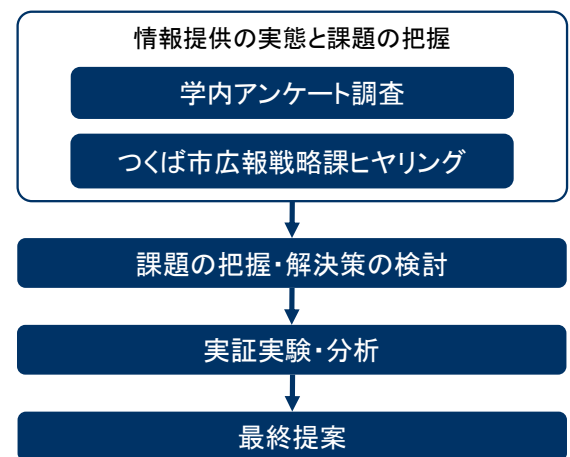 情報提供の実態と課題の把握
学内アンケート調査
つくば市広報戦略課ヒヤリング
課題の把握・解決策の検討
実証実験・分析
最終提案